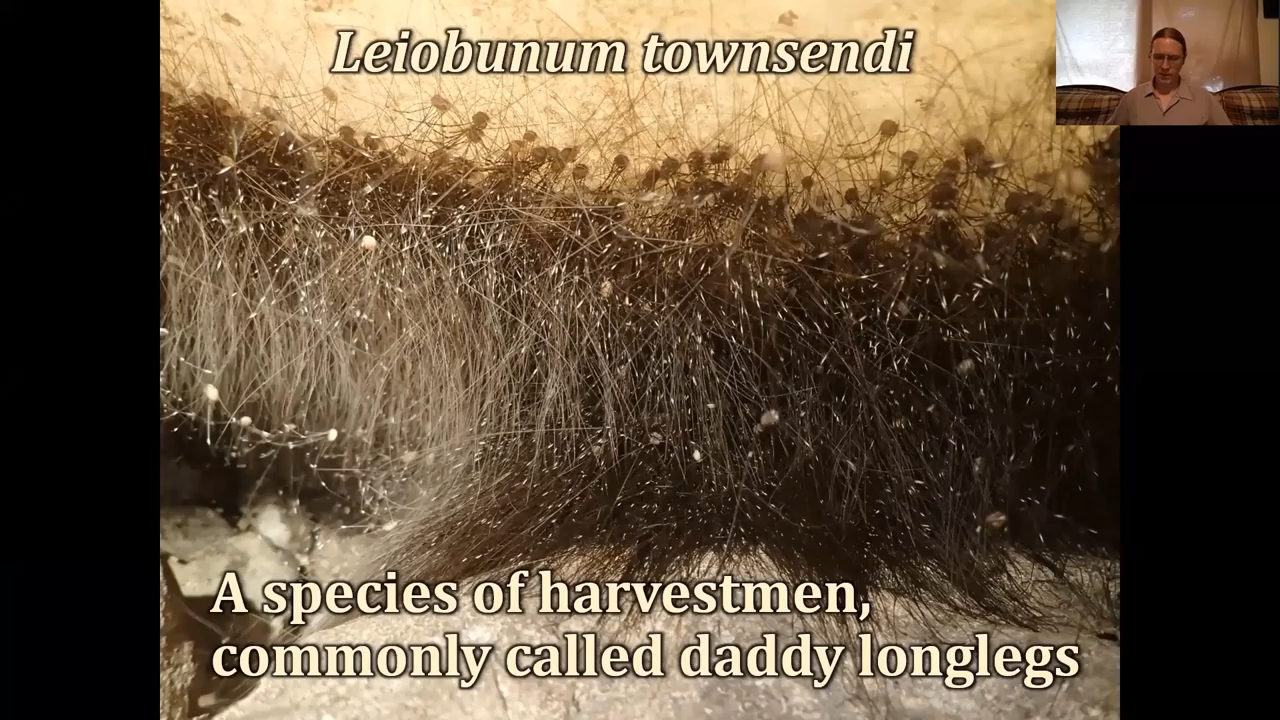 Leiobunum townsendi
A species of harvestmen,
commonly called daddy longlegs